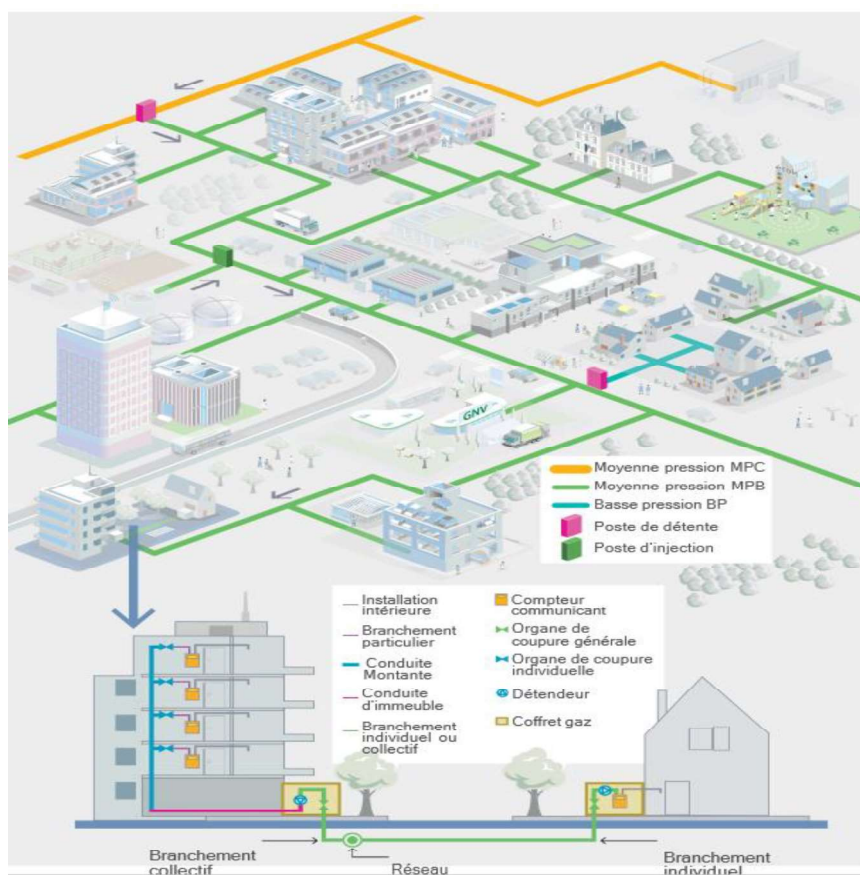 GNV
Moyenne pression MPC
Moyenne pression MPB
Basse pression BP
Poste de détente
Poste d'injection
Installation
intérieure
Branchement
particulier
Conduite
Montante
Conduite
d'immeuble
Branchement
individuel ou
collectif
Compteur
communicant
Organe de
coupure générale
Organe de coupure
individuelle
Détendeur
Coffret gaz
Branchement
collectif
Réseau
Branchement
individuel